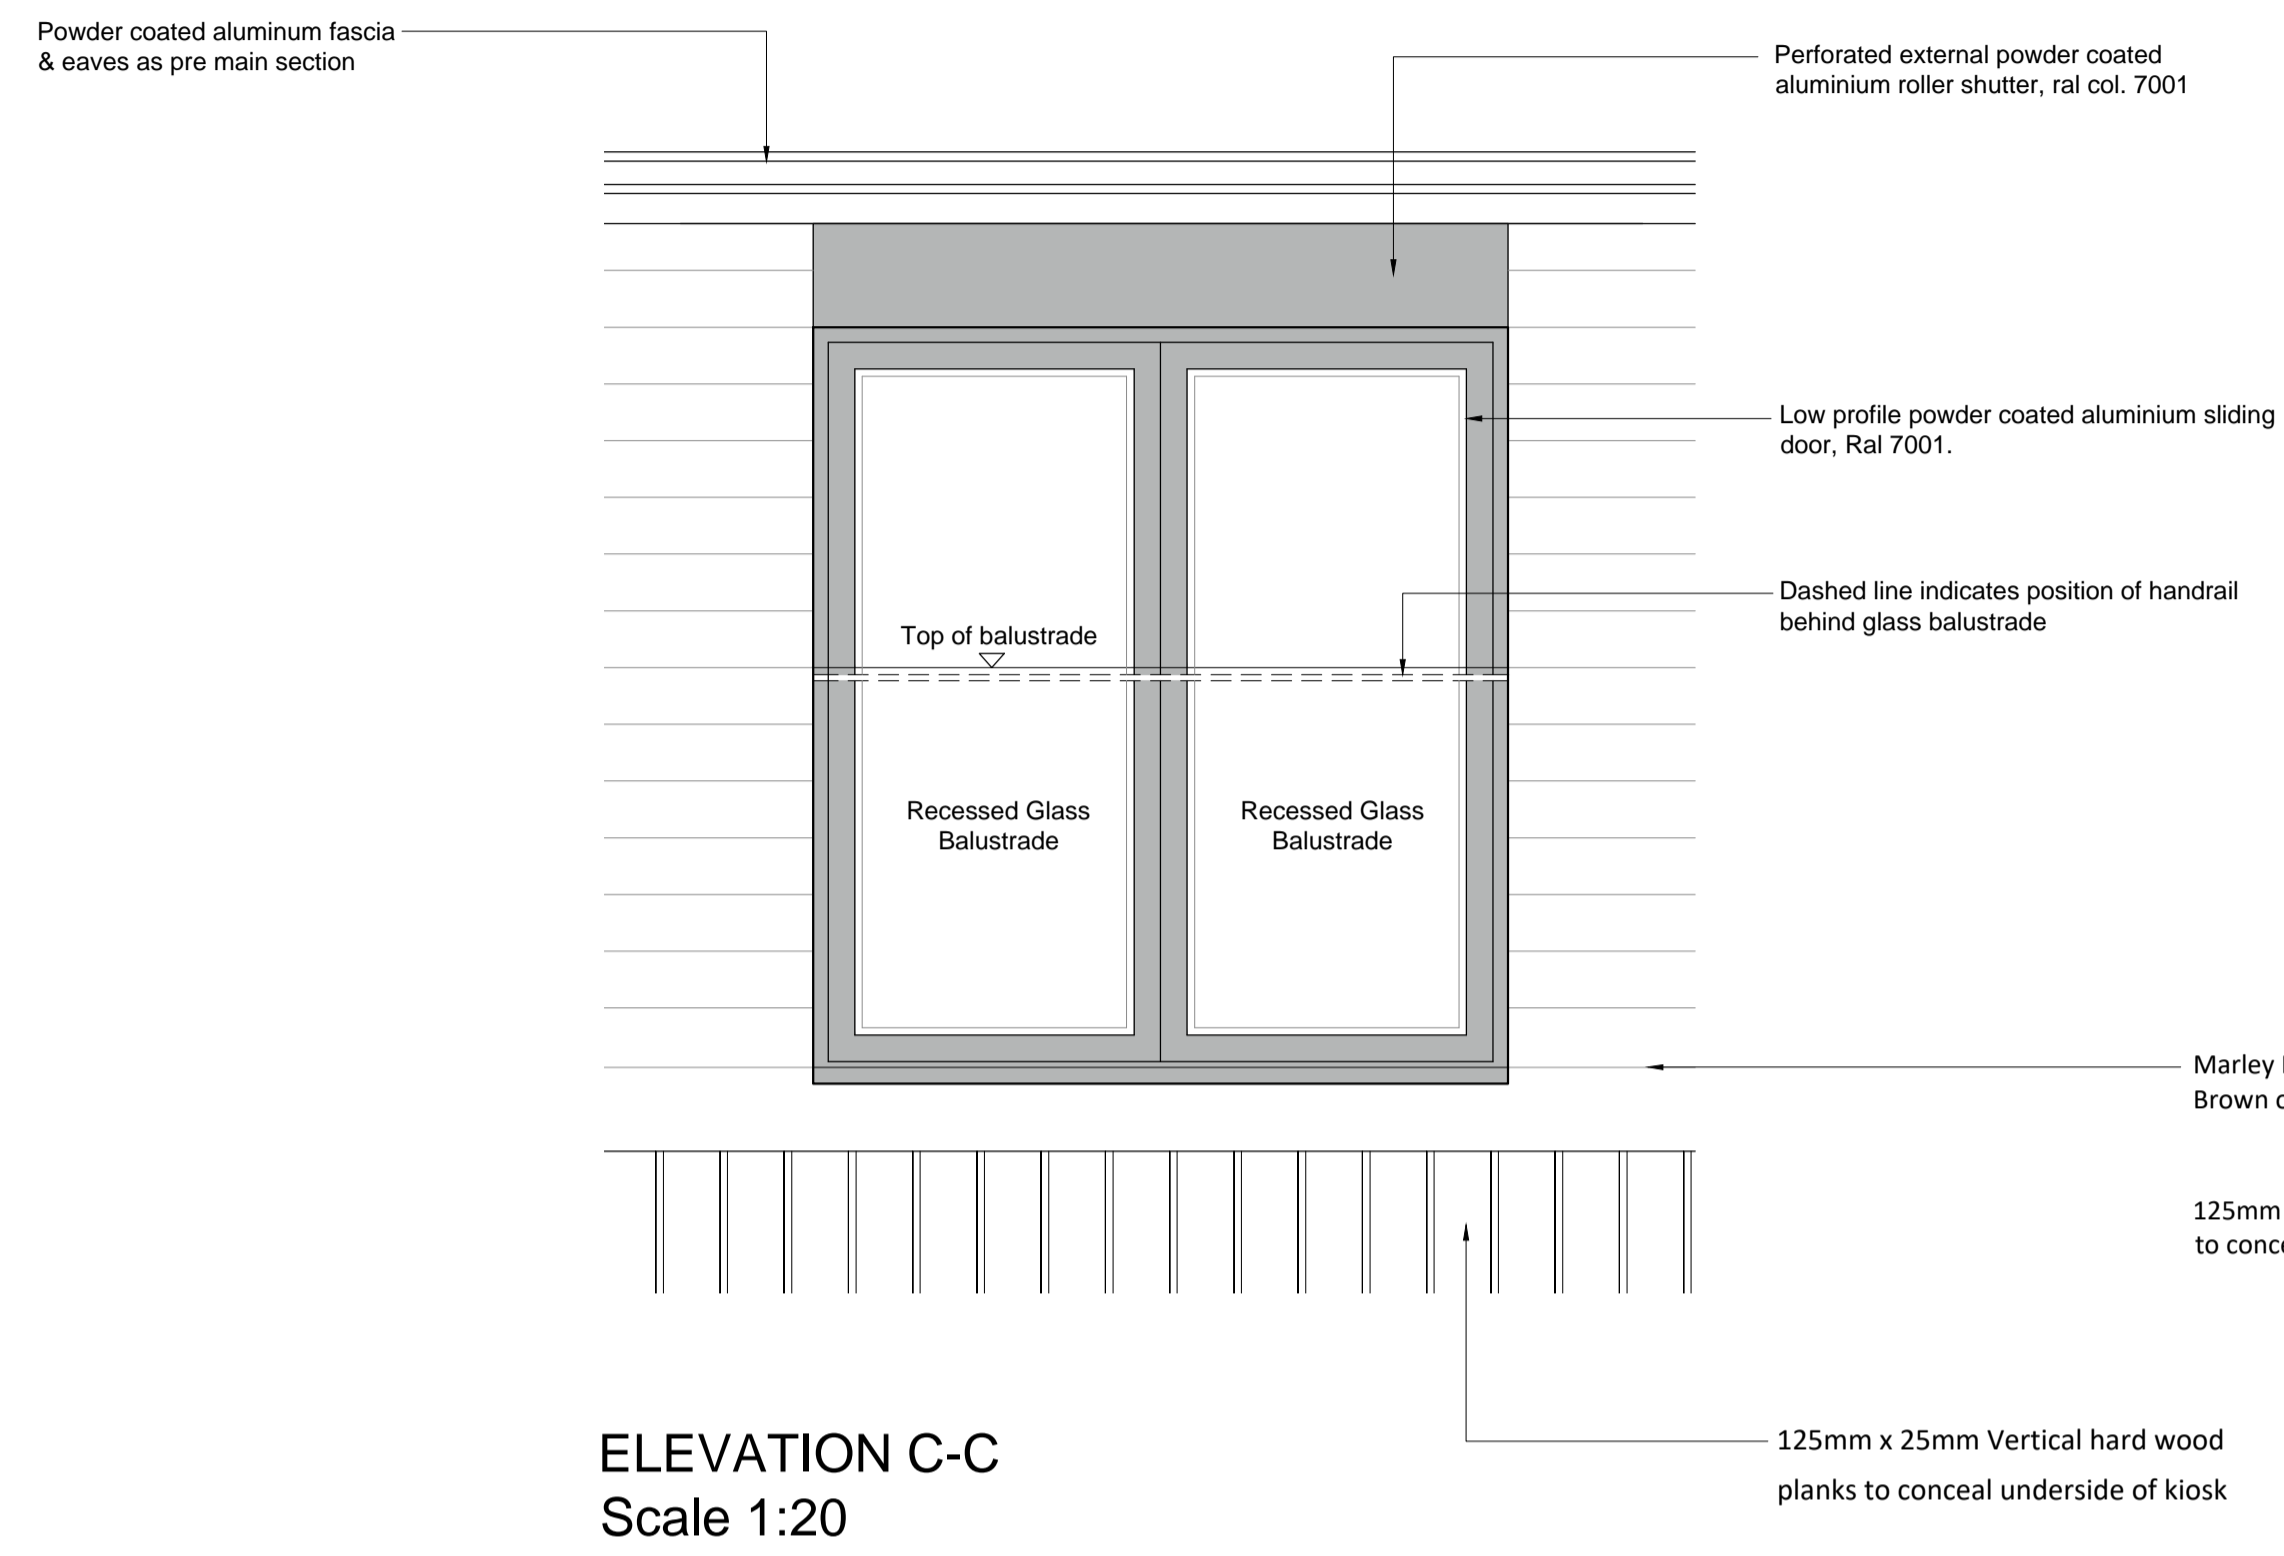 Powder coated aluminum fascia
& eaves as pre main section
Perforated external powder coated
aluminium roller shutter, ral col. 7001
Low profile powder coated aluminium sliding
door, Ral 7001.
Dashed line indicates position of handrail
behind glass balustrade
Top of balustrade
Recessed Glass
Balustrade
Recessed Glass
Balustrade
Marley
Brown
125mm
to
125mm x 25mm Vertical hard wood
planks to conceal underside of kiosk
ELEVATION C-C
Scale 1:20